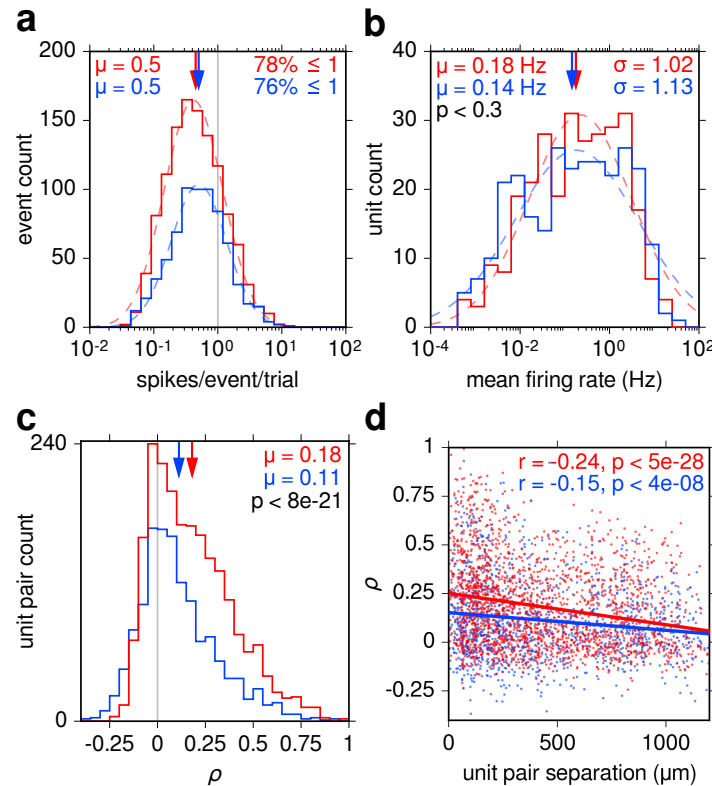 a
200
150
100
50
0
event count
μ = 0.5
μ = 0.5
78% ≤ 1
76% ≤ 1
10-2
10-1
100
101
102
spikes/event/trial
b
40
30
20
10
0
unit count
μ = 0.18 Hz
μ = 0.14 Hz
p < 0.3
σ = 1.02
σ = 1.13
10-4
10-2
100
102
mean firing rate (Hz)
c
240
0
unit pair count
μ = 0.18
μ = 0.11
p < 8e-21
-0.25
0
0.25
0.50
0.75
1
ρ
d
1
0.75
0.50
0.25
0
-0.25
ρ
r = -0.24, p < 5e-28
r = -0.15, p < 4e-08
0
500
1000
unit pair separation (μm)